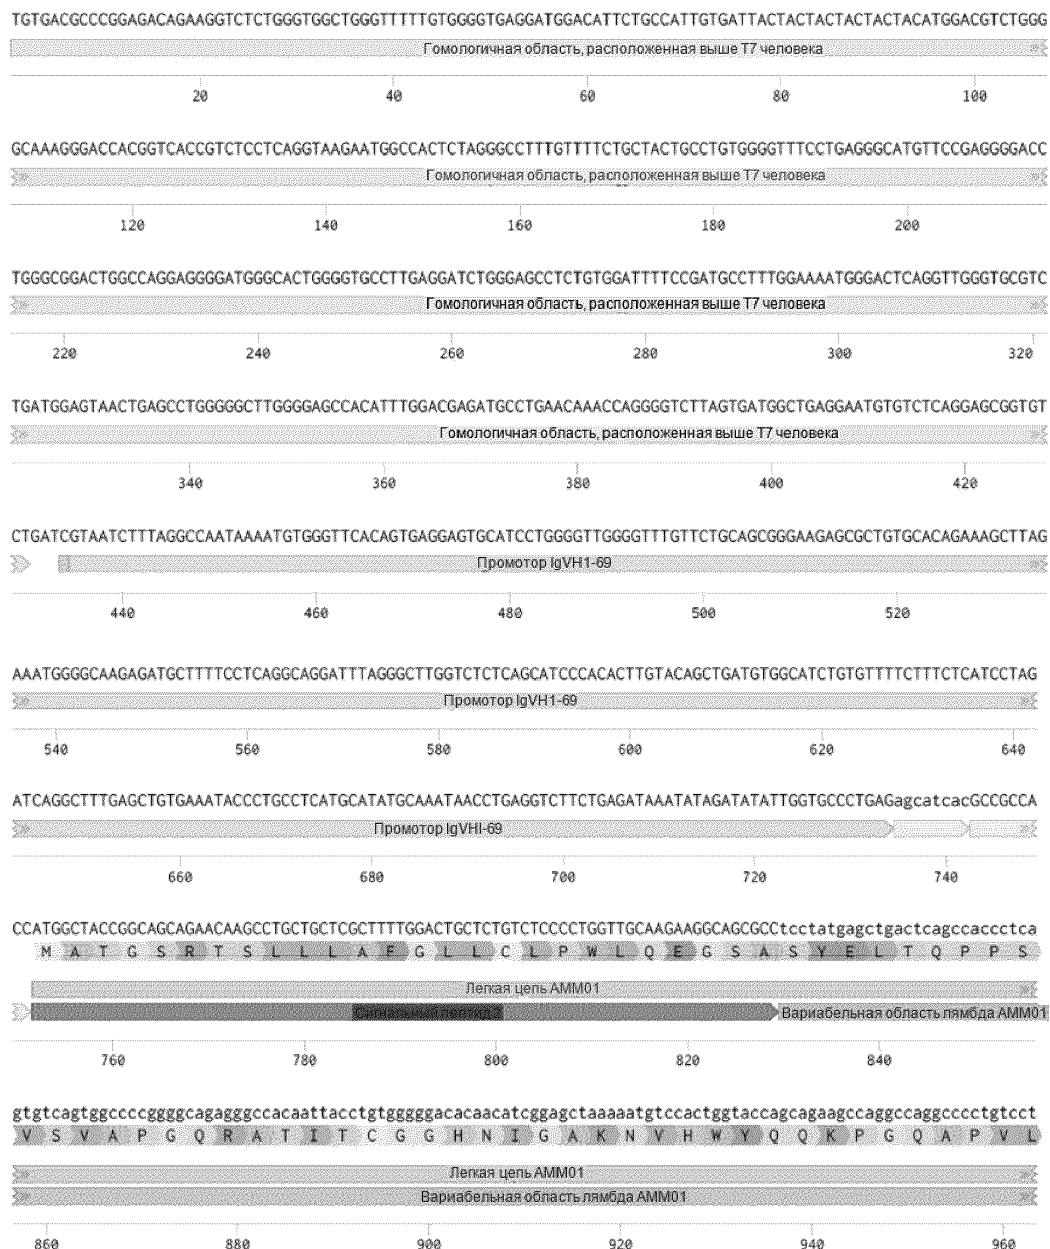 TGTGACGCCCGGAGACAGAAGGTCTCTGGGTGGCTGGGTTTTTGTGGGGTGAGGATGGACATTCTGCCATTGTGATTACTACTACTACTACTACATGGACGTCTGGG
Гомологичная область, расположенная выше Т7 человека
20 40 60 80 100
GCAAAGGGACCACGGTCACCGTCTCCTCAGGTAAGAATGGCCACTCTAGGGCCTTTGTTTTCTGCTACTGCCTGTGGGGTTTCCTGAGGGCATGTTCCGAGGGGACC
Гомологичная область, расположенная выше Т7 человека
120 140 160 180 200
TGGGCGGACTGGCCAGGAGGGGATGGGCACTGGGGTGCCTTGAGGATCTGGGAGCCTCTGTGGATTTTCCGATGCCTTTGGAAAATGGGACTCAGGTTGGGTGCGTC
Гомологичная область, расположенная выше Т7 человека
220 240 260 280 300 320
TGATGGAGTAACTGAGCCTGGGGGCTTGGGGAGCCACATTTGGACGAGATGCCTGAACAAACCAGGGGTCTTAGTGATGGCTGAGGAATGTGTCTCAGGAGCGGTGT
Гомологичная область, расположенная выше Т7 человека
340 360 380 400 420
CTGATCGTAATCTTTAGGCCAATAAAATGTGGGTTCACAGTGAGGAGTGCATCCTGGGGTTGGGGTTTGTTCTGCAGCGGGAAGAGCGCTGTGCACAGAAAGCTTAG
Промотор IgVH1-69
440 460 480 500 520
AAATGGGGCAAGAGATGCTTTTCCTCAGGCAGGATTTAGGGCTTGGTCTCTCAGCATCCCACACTTGTACAGCTGATGTGGCATCTGTGTTTTCTTTCTCATCCTAG
Промотор IgVH1-69
540 560 580 600 620 640
ATCAGGCTTTGAGCTGTGAAATACCCTGCCTCATGCATATGCAAATAACCTGAGGTCTTCTGAGATAAATATAGATATATTGGTGCCCTGAGagcatcacGCCGCCA
Промотор IgVHI-69
660 680 700 720 740
CCATGGCTACCGGCAGCAGAACAAGCCTGCTGCTCGCTTTTGGACTGCTCTGTCTCCCCTGGTTGCAAGAAGGCAGCGCCtcctatgagctgactcagccaccctca
M A T G S R T S L L L A F G L L C L P W L Q E G S A S Y E L T Q P P S
Легкая цепь AMM01
Сигнальный пептид 2 Вариабельная область лямбда AMM01
760 780 800 820 840
gtgtcagtggccccggggcagagggccacaattacctgtgggggacacaacatcggagctaaaaatgtccactggtaccagcagaagccaggccaggcccctgtcct
V S V A P G Q R A T I T C G G H N I G A K N V H W Y Q Q K P G Q A P V L
Легкая цепь AMM01
Вариабельная область лямбда AMM01
860 880 900 920 940 960